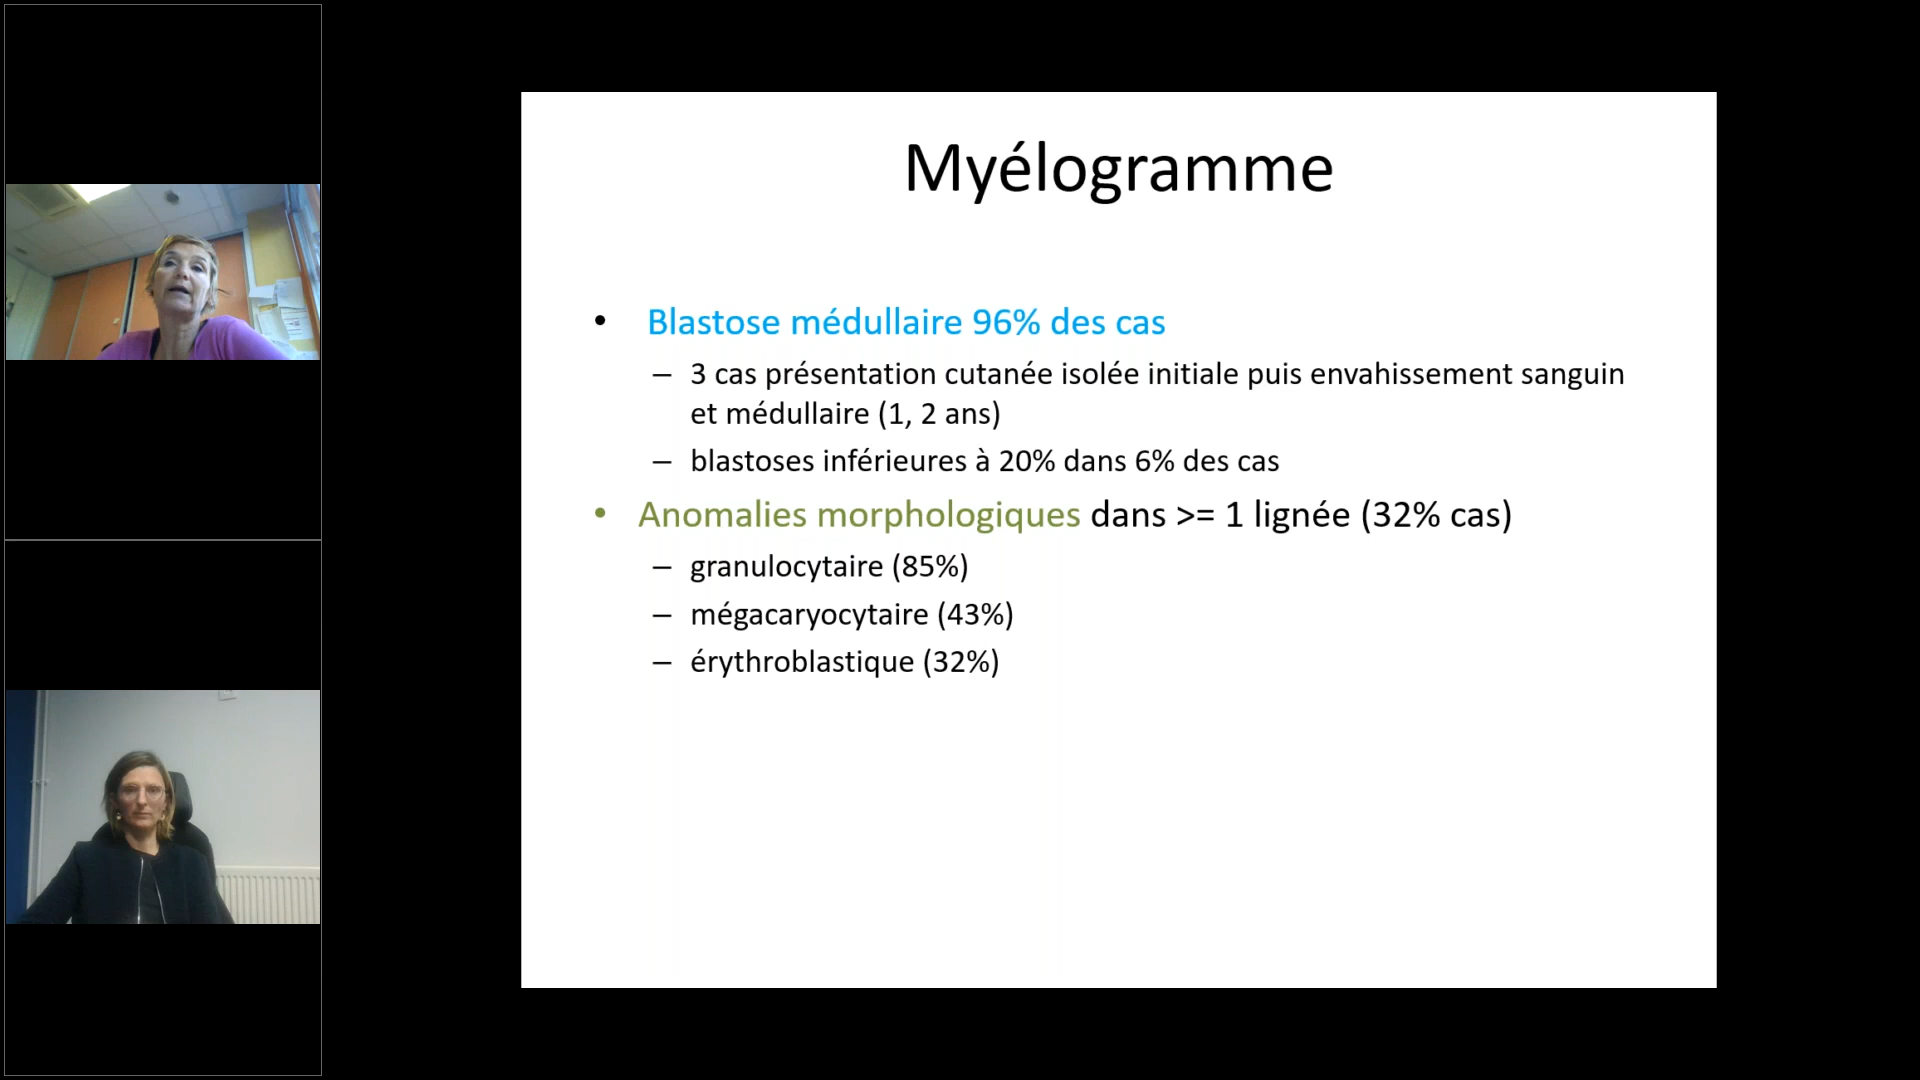 Myélogramme
• Blastose médullaire 96% des cas
– 3 cas présentation cutanée isolée initiale puis envahissement sanguin
et médullaire (1, 2 ans)
– blastoses inférieures à 20% dans 6% des cas
• Anomalies morphologiques dans >= 1 lignée (32% cas)
– granulocytaire (85%)
– mégacaryocytaire (43%)
– érythroblastique (32%)